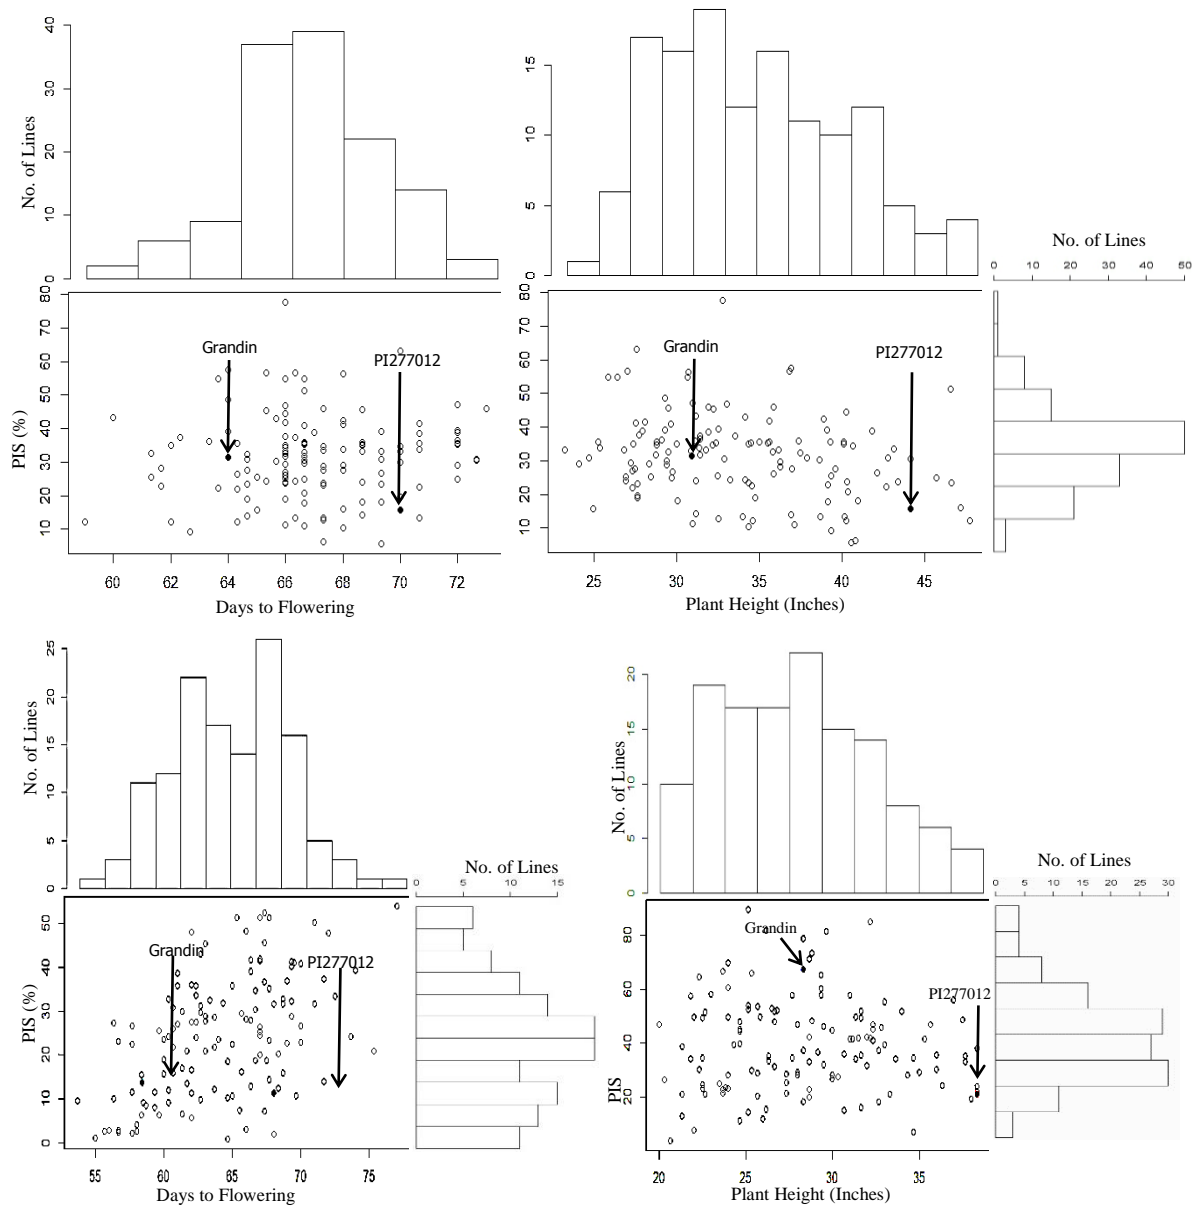 No. of Lines
0 10 20 30 40
5 10 15
No. of Lines
0 10 20 30 40 50
PIS (%)
10 20 30 40 50 60 70 80
Grandin
PI277012
60 62 64 66 68 70 72
Days to Flowering
10 20 30 40 50 60 70 80
Grandin
PI277012
25 30 35 40 45
Plant Height (Inches)
No. of Lines
0 5 10 15 20 25
No. of Lines
0 5 10 15 20
No. of Lines
0 5 10 15
No. of Lines
0 5 10 15 20 25 30
PIS (%)
0 10 20 30 40 50
Grandin
PI277012
55 60 65 70 75
Days to Flowering
PIS
20 40 60 80
Grandin
PI277012
20 25 30 35
Plant Height (Inches)